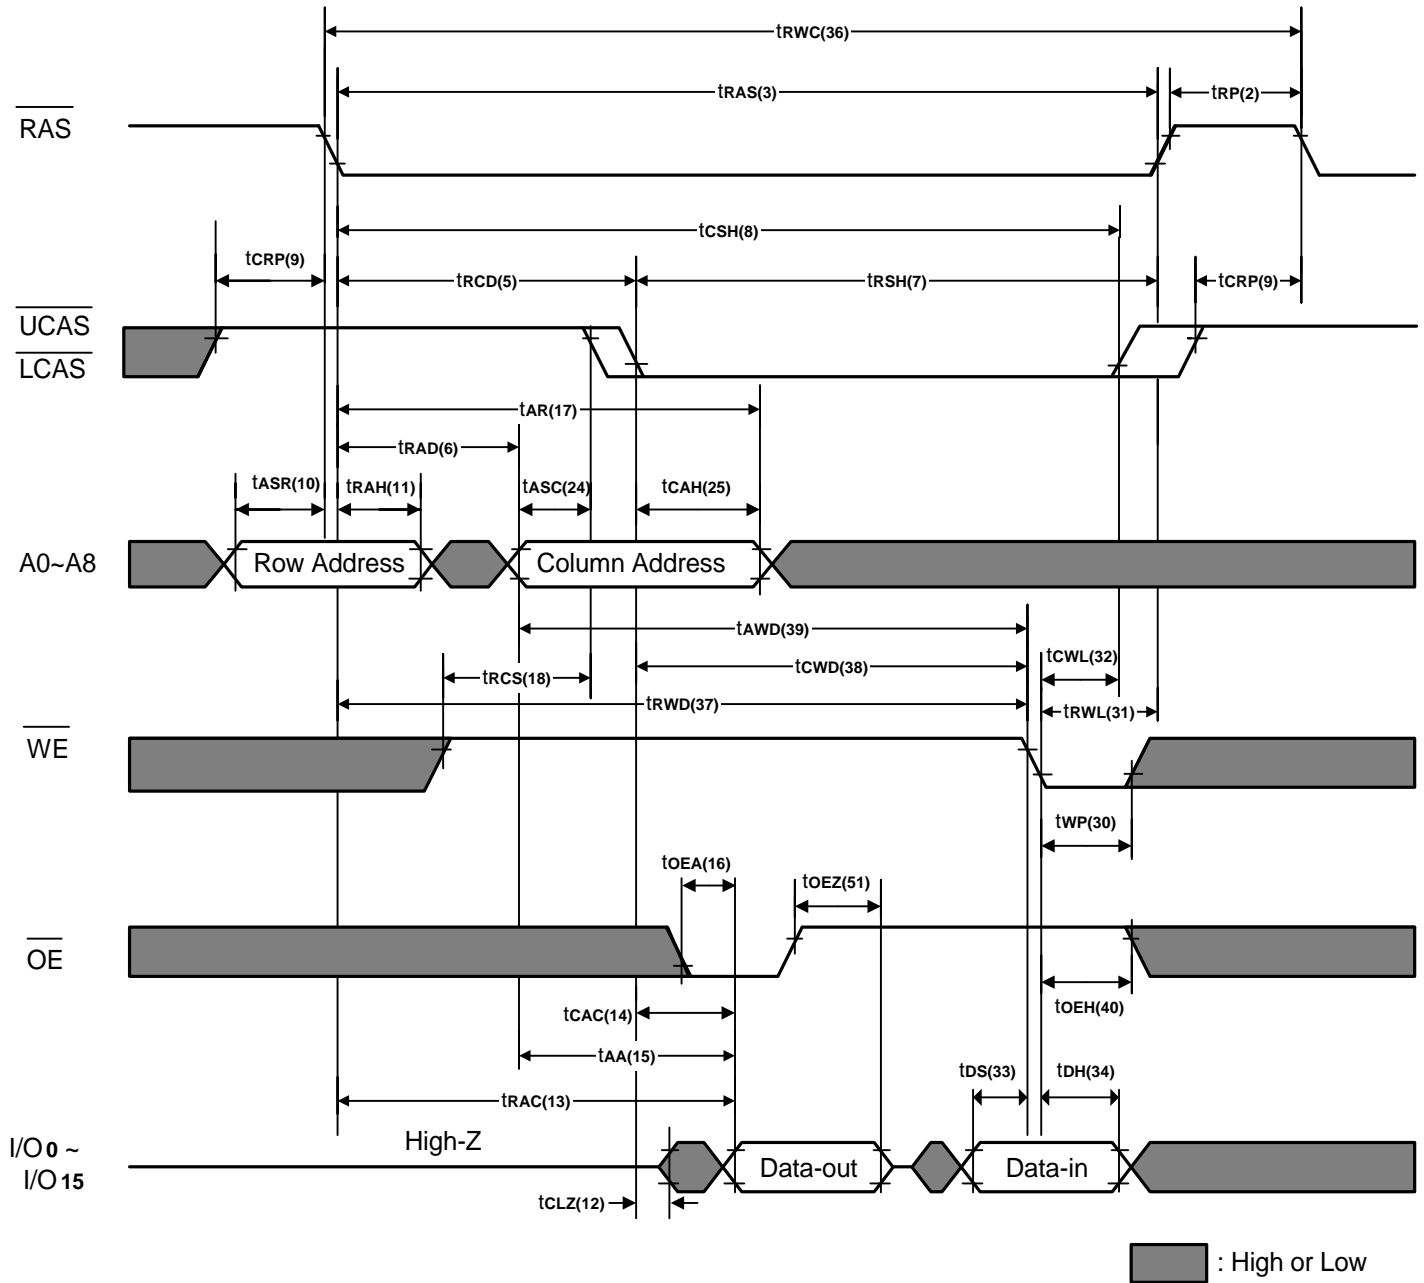 tRWC(36)
tRAS(3)
tRP(2)
RAS
tCSH(8)
tCRP(9)
tRCD(5)
tRSH(7)
tCRP(9)
UCAS
LCAS
tAR(17)
tRAD(6)
tASR(10)
tRAH(11)
tASC(24)
tCAH(25)
A0~A8
Row Address
Column Address
tAWD(39)
tCWD(38)
tCWL(32)
tRCS(18)
tRWD(37)
tRWL(31)
WE
tWP(30)
tOEA(16)
tOEZ(51)
OE
tOEH(40)
tCAC(14)
tAA(15)
tDS(33)
tDH(34)
tRAC(13)
High-Z
I/O0 ~
I/O15
Data-out
Data-in
tCLZ(12)
: High or Low